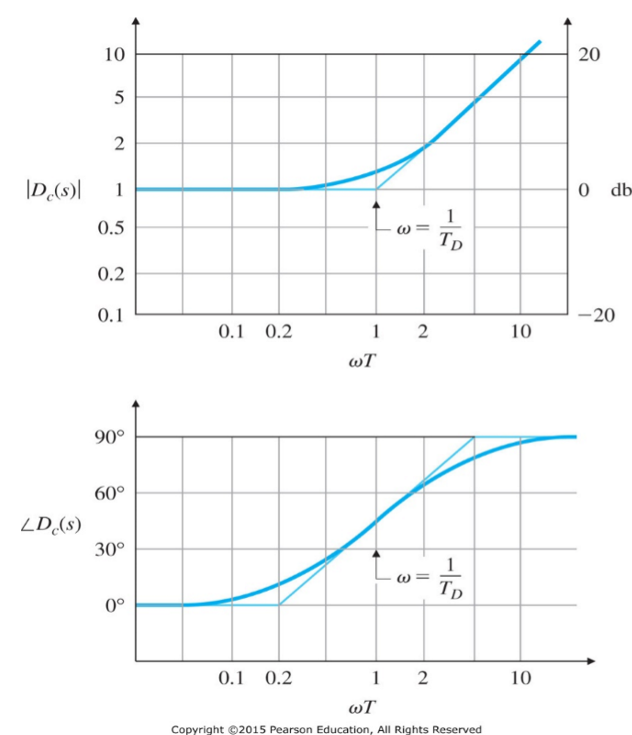 10
20
5
2
|D_c(s)|
1
0 db
0.5
ω = 1/T_D
0.2
0.1
−20
0.1 0.2 1 2 10
ωT
90°
60°
∠D_c(s)
30°
ω = 1/T_D
0°
0.1 0.2 1 2 10
ωT
Copyright ©2015 Pearson Education, All Rights Reserved